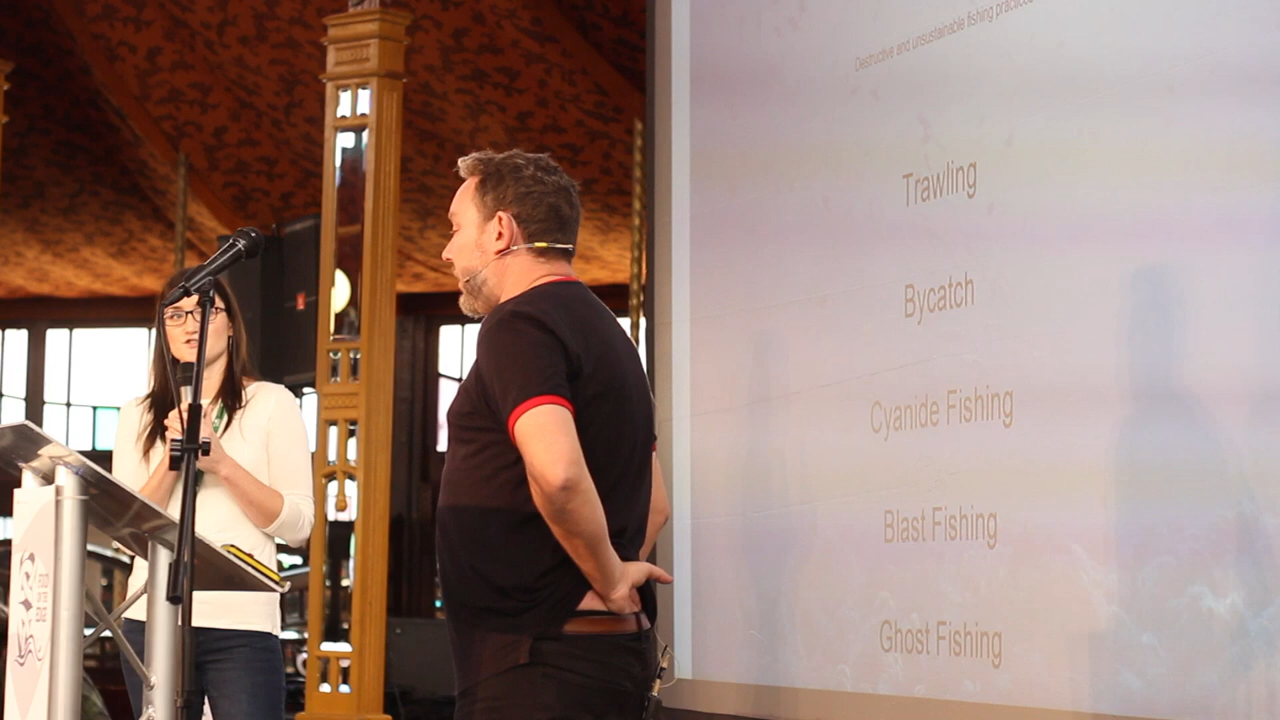 Destructive and unsustainable fishing practices
Trawling
Bycatch
Cyanide Fishing
Blast Fishing
Ghost Fishing